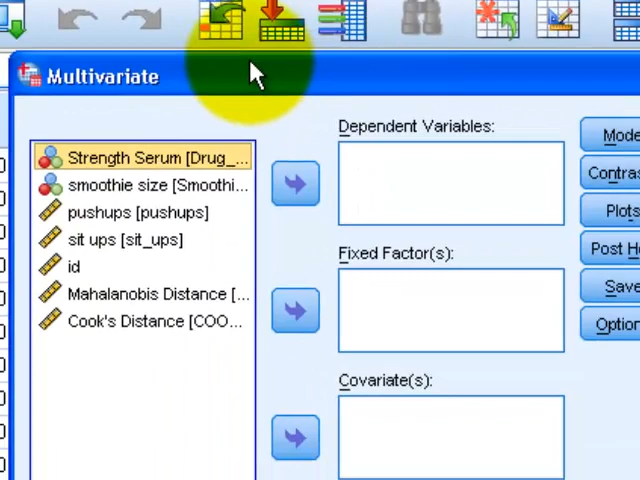 Multivariate
Dependent Variables:
Strength Serum [Drug_...
smoothie size [Smoothi...
pushups [pushups]
sit ups [sit_ups]
id
Mahalanobis Distance [...
Cook's Distance [COO...
Fixed Factor(s):
Covariate(s):
Mode
Contras
Plots
Post H
Save
Option